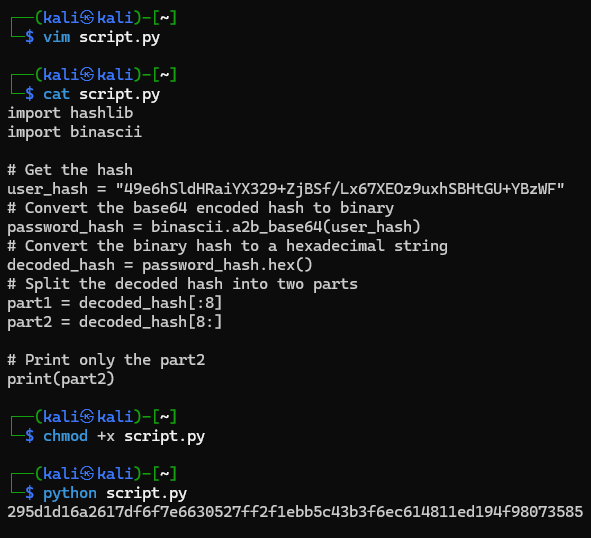 ┌──(kali㉿kali)-[~]
└─$ vim script.py
┌──(kali㉿kali)-[~]
└─$ cat script.py
import hashlib
import binascii
# Get the hash
user_hash = "49e6hSldHRaiYX329+ZjBSf/Lx67XEOz9uxhSBHtGU+YBzWF"
# Convert the base64 encoded hash to binary
password_hash = binascii.a2b_base64(user_hash)
# Convert the binary hash to a hexadecimal string
decoded_hash = password_hash.hex()
# Split the decoded hash into two parts
part1 = decoded_hash[:8]
part2 = decoded_hash[8:]
# Print only the part2
print(part2)
┌──(kali㉿kali)-[~]
└─$ chmod +x script.py
┌──(kali㉿kali)-[~]
└─$ python script.py
295d1d16a2617df6f7e6630527ff2f1ebb5c43b3f6ec614811ed194f98073585